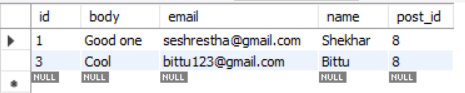 id body email name post_id
1 Good one seshrestha@gmail.com Shekhar 8
3 Cool bittu123@gmail.com Bittu 8
NULL NULL NULL NULL NULL